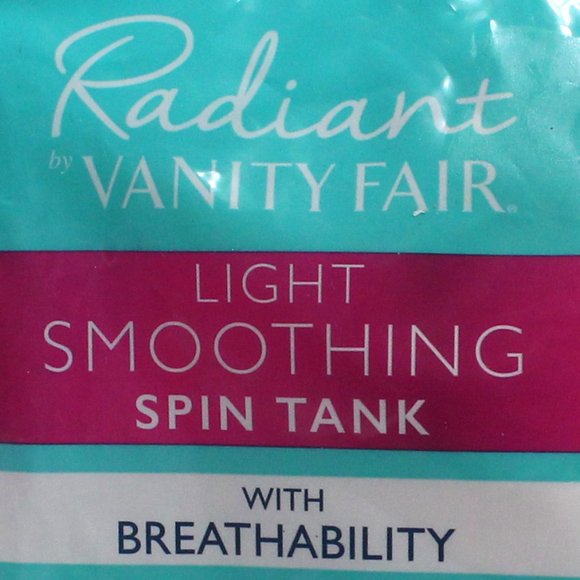 Radiant
by VANITY FAIR®
LIGHT
SMOOTHING
SPIN TANK
WITH
BREATHABILITY